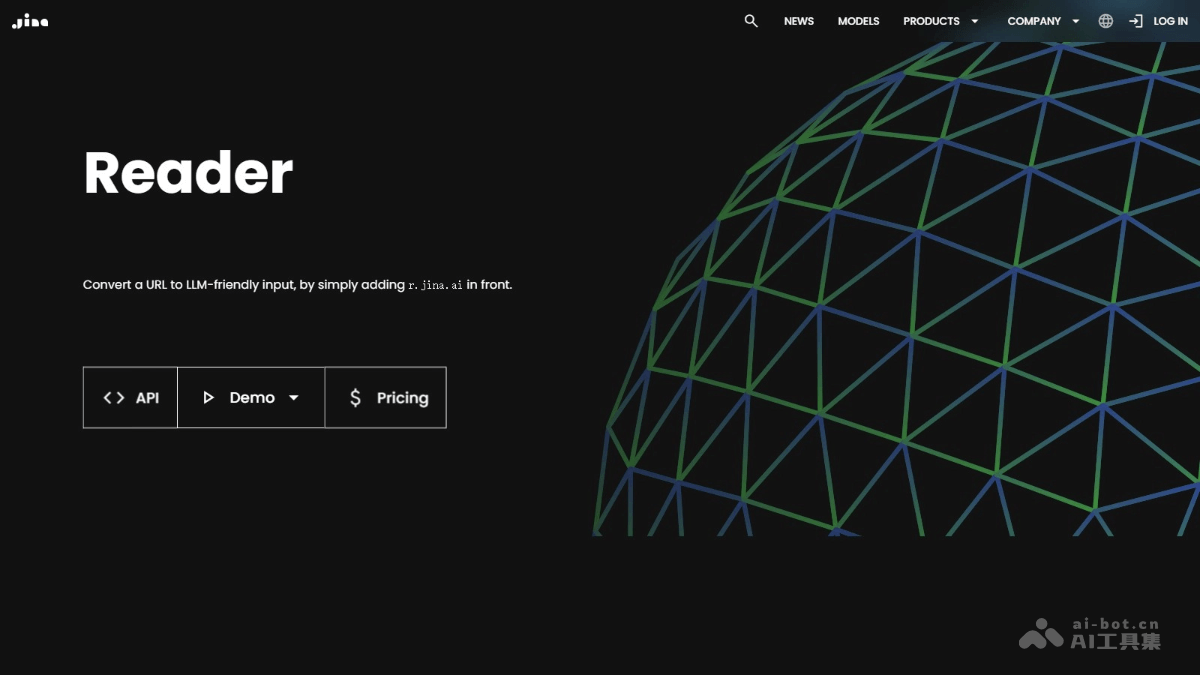 Jina
NEWS MODELS PRODUCTS COMPANY LOG IN
Reader
Convert a URL to LLM-friendly input, by simply adding r.jina.ai in front.
API Demo $ Pricing
ai-bot.cn
AI工具集